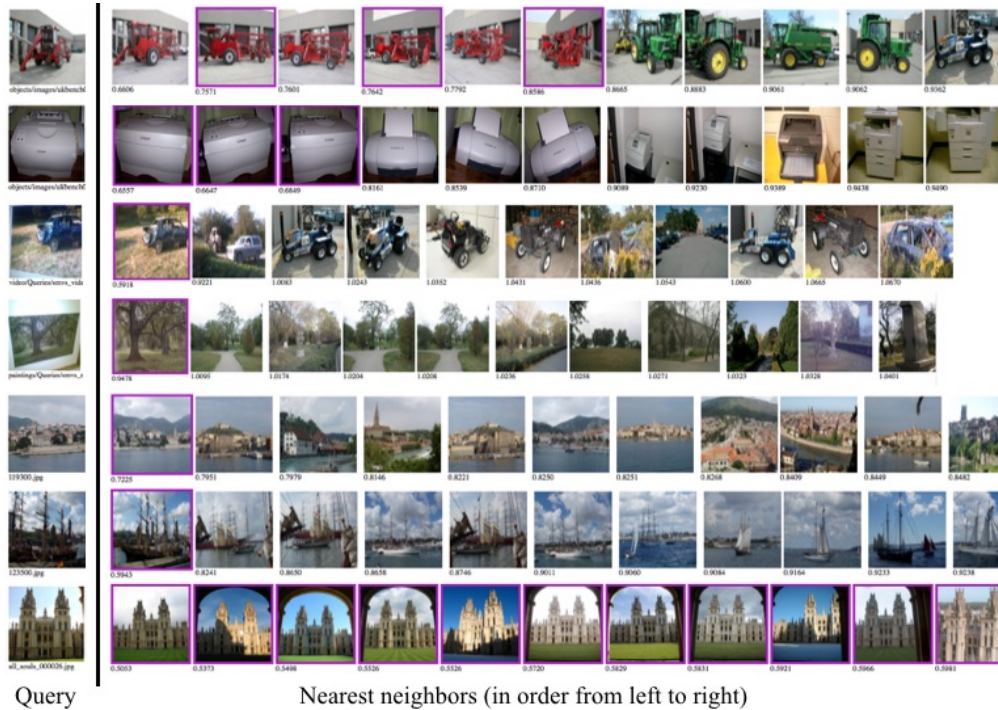 objects/images/ukbench0
0.6606 0.7571 0.7601 0.7642 0.7792 0.8586 0.8665 0.8883 0.9061 0.9062 0.9362
objects/images/ukbench0
0.6557 0.6647 0.6849 0.8161 0.8539 0.8710 0.9089 0.9230 0.9389 0.9438 0.9490
video/Queries/
0.5918 0.9221 1.0083 1.0243 1.0352 1.0431 1.0436 1.0543 1.0600 1.0665 1.0670
paintings/Queries/
0.9478 1.0095 1.0174 1.0204 1.0208 1.0236 1.0258 1.0271 1.0323 1.0328 1.0401
119300.jpg
0.7225 0.7951 0.7979 0.8146 0.8221 0.8250 0.8251 0.8268 0.8409 0.8449 0.8482
123500.jpg
0.5943 0.8241 0.8650 0.8658 0.8746 0.9011 0.9060 0.9084 0.9164 0.9233 0.9238
all_souls_000026.jpg
0.5053 0.5373 0.5498 0.5526 0.5526 0.5720 0.5829 0.5831 0.5921 0.5966 0.5981
Query Nearest neighbors (in order from left to right)